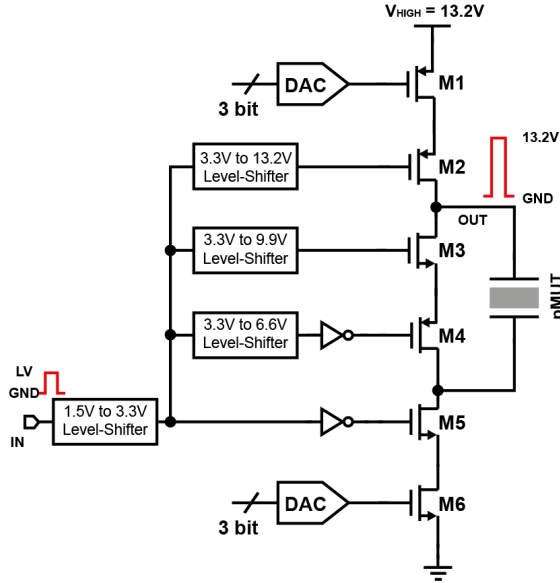 V_HIGH = 13.2V
DAC
M1
3 bit
3.3V to 13.2V
Level-Shifter
M2
13.2V
GND
OUT
3.3V to 9.9V
Level-Shifter
M3
pMUT
3.3V to 6.6V
Level-Shifter
M4
LV
GND
1.5V to 3.3V
Level-Shifter
IN
M5
DAC
M6
3 bit